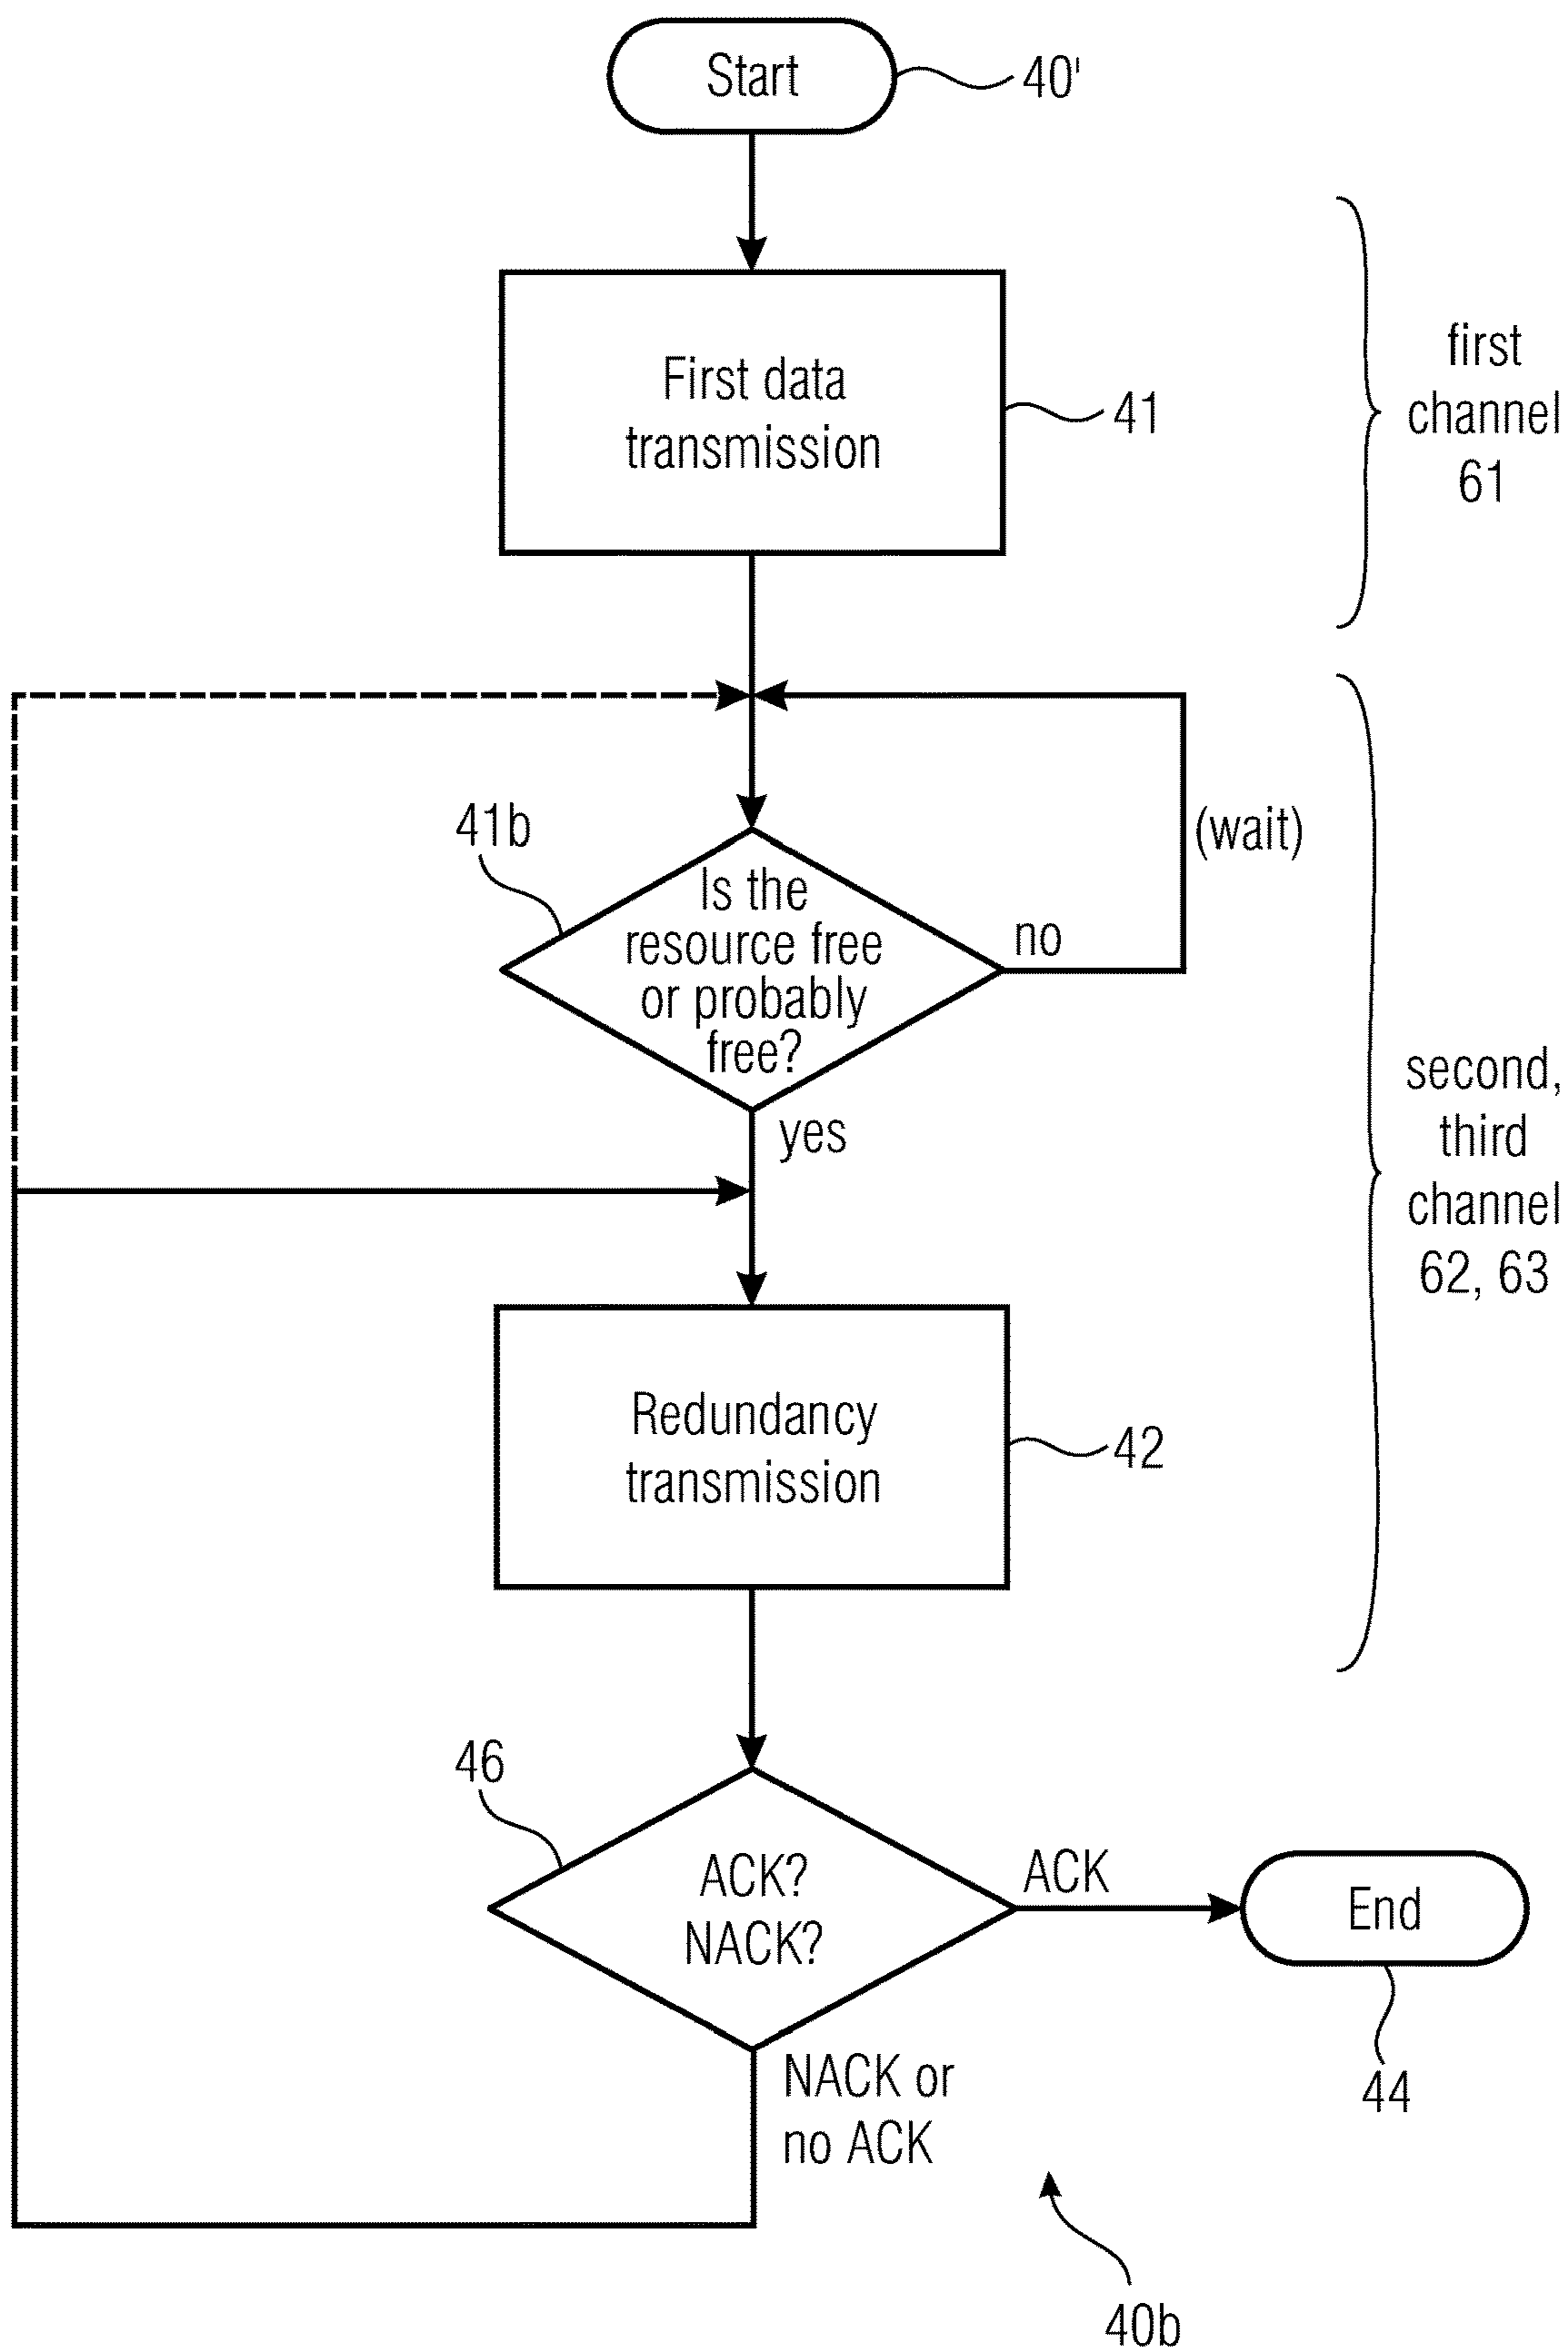 Start
40'
First data
transmission
41
first
channel
61
41b
Is the
resource free
or probably
free?
no
(wait)
yes
second,
third
channel
62, 63
Redundancy
transmission
42
46
ACK?
NACK?
ACK
End
44
NACK or
no ACK
40b